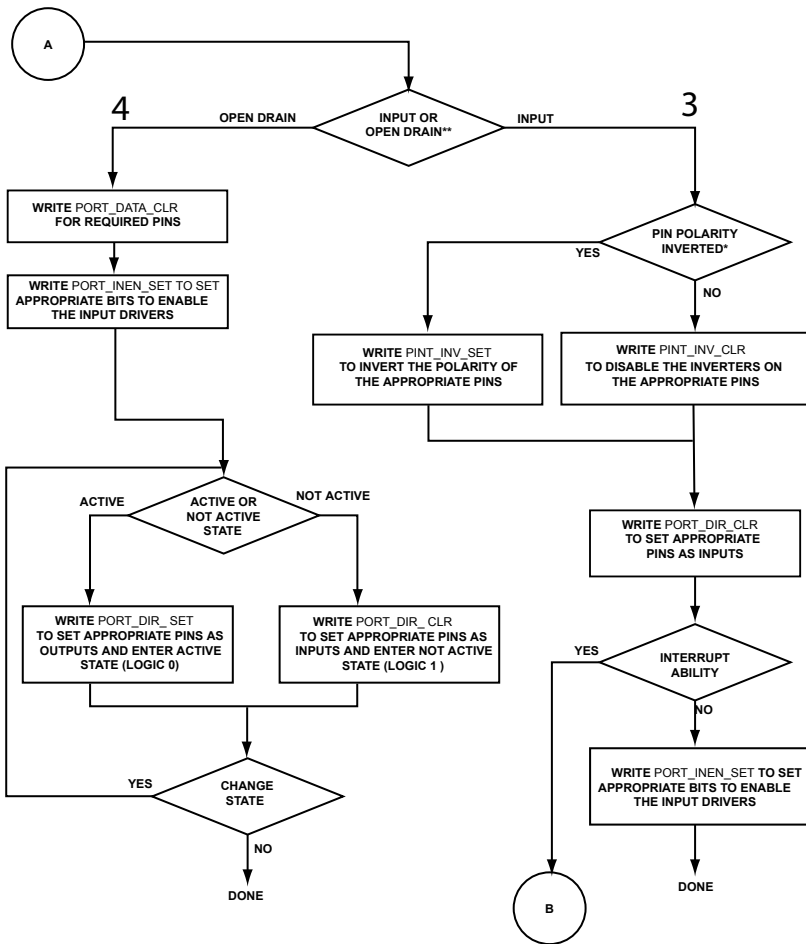 A
4
3
OPEN DRAIN
INPUT OR
OPEN DRAIN**
INPUT
WRITE PORT_DATA_CLR
FOR REQUIRED PINS
WRITE PORT_INEN_SET TO SET
APPROPRIATE BITS TO ENABLE
THE INPUT DRIVERS
PIN POLARITY
INVERTED*
YES
NO
WRITE PINT_INV_SET
TO INVERT THE POLARITY OF
THE APPROPRIATE PINS
WRITE PINT_INV_CLR
TO DISABLE THE INVERTERS ON
THE APPROPRIATE PINS
ACTIVE
ACTIVE OR
NOT ACTIVE
STATE
NOT ACTIVE
WRITE PORT_DIR_CLR
TO SET APPROPRIATE
PINS AS INPUTS
WRITE PORT_DIR_ SET
TO SET APPROPRIATE PINS AS
OUTPUTS AND ENTER ACTIVE
STATE (LOGIC 0)
WRITE PORT_DIR_ CLR
TO SET APPROPRIATE PINS AS
INPUTS AND ENTER NOT ACTIVE
STATE (LOGIC 1 )
YES
INTERRUPT
ABILITY
NO
YES
CHANGE
STATE
NO
DONE
WRITE PORT_INEN_SET TO SET
APPROPRIATE BITS TO ENABLE
THE INPUT DRIVERS
DONE
B